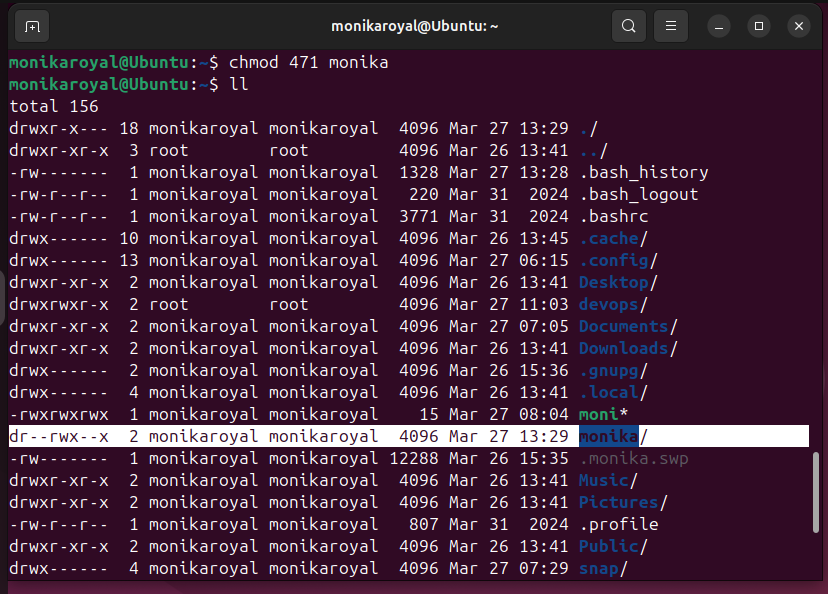 monikaroyal@Ubuntu: ~
monikaroyal@Ubuntu:~$ chmod 471 monika
monikaroyal@Ubuntu:~$ ll
total 156
drwxr-x--- 18 monikaroyal monikaroyal  4096 Mar 27 13:29 ./
drwxr-xr-x  3 root        root         4096 Mar 26 13:41 ../
-rw-------  1 monikaroyal monikaroyal  1328 Mar 27 13:28 .bash_history
-rw-r--r--  1 monikaroyal monikaroyal   220 Mar 31  2024 .bash_logout
-rw-r--r--  1 monikaroyal monikaroyal  3771 Mar 31  2024 .bashrc
drwx------ 10 monikaroyal monikaroyal  4096 Mar 26 13:45 .cache/
drwx------ 13 monikaroyal monikaroyal  4096 Mar 27 06:15 .config/
drwxr-xr-x  2 monikaroyal monikaroyal  4096 Mar 26 13:41 Desktop/
drwxrwxr-x  2 root        root         4096 Mar 27 11:03 devops/
drwxr-xr-x  2 monikaroyal monikaroyal  4096 Mar 27 07:05 Documents/
drwxr-xr-x  2 monikaroyal monikaroyal  4096 Mar 26 13:41 Downloads/
drwx------  2 monikaroyal monikaroyal  4096 Mar 26 15:36 .gnupg/
drwx------  4 monikaroyal monikaroyal  4096 Mar 26 13:41 .local/
-rwxrwxrwx  1 monikaroyal monikaroyal    15 Mar 27 08:04 moni*
dr--rwx--x  2 monikaroyal monikaroyal  4096 Mar 27 13:29 monika/
-rw-------  1 monikaroyal monikaroyal 12288 Mar 26 15:35 .monika.swp
drwxr-xr-x  2 monikaroyal monikaroyal  4096 Mar 26 13:41 Music/
drwxr-xr-x  2 monikaroyal monikaroyal  4096 Mar 26 13:41 Pictures/
-rw-r--r--  1 monikaroyal monikaroyal   807 Mar 31  2024 .profile
drwxr-xr-x  2 monikaroyal monikaroyal  4096 Mar 26 13:41 Public/
drwx------  4 monikaroyal monikaroyal  4096 Mar 27 07:29 snap/